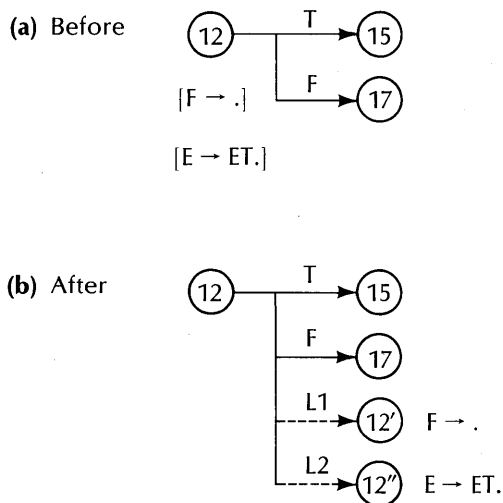 (a) Before
12 T 15
F 17
[F → .]
[E → ET.]
(b) After
12 T 15
F 17
L1 12′ F → .
L2 12″ E → ET.